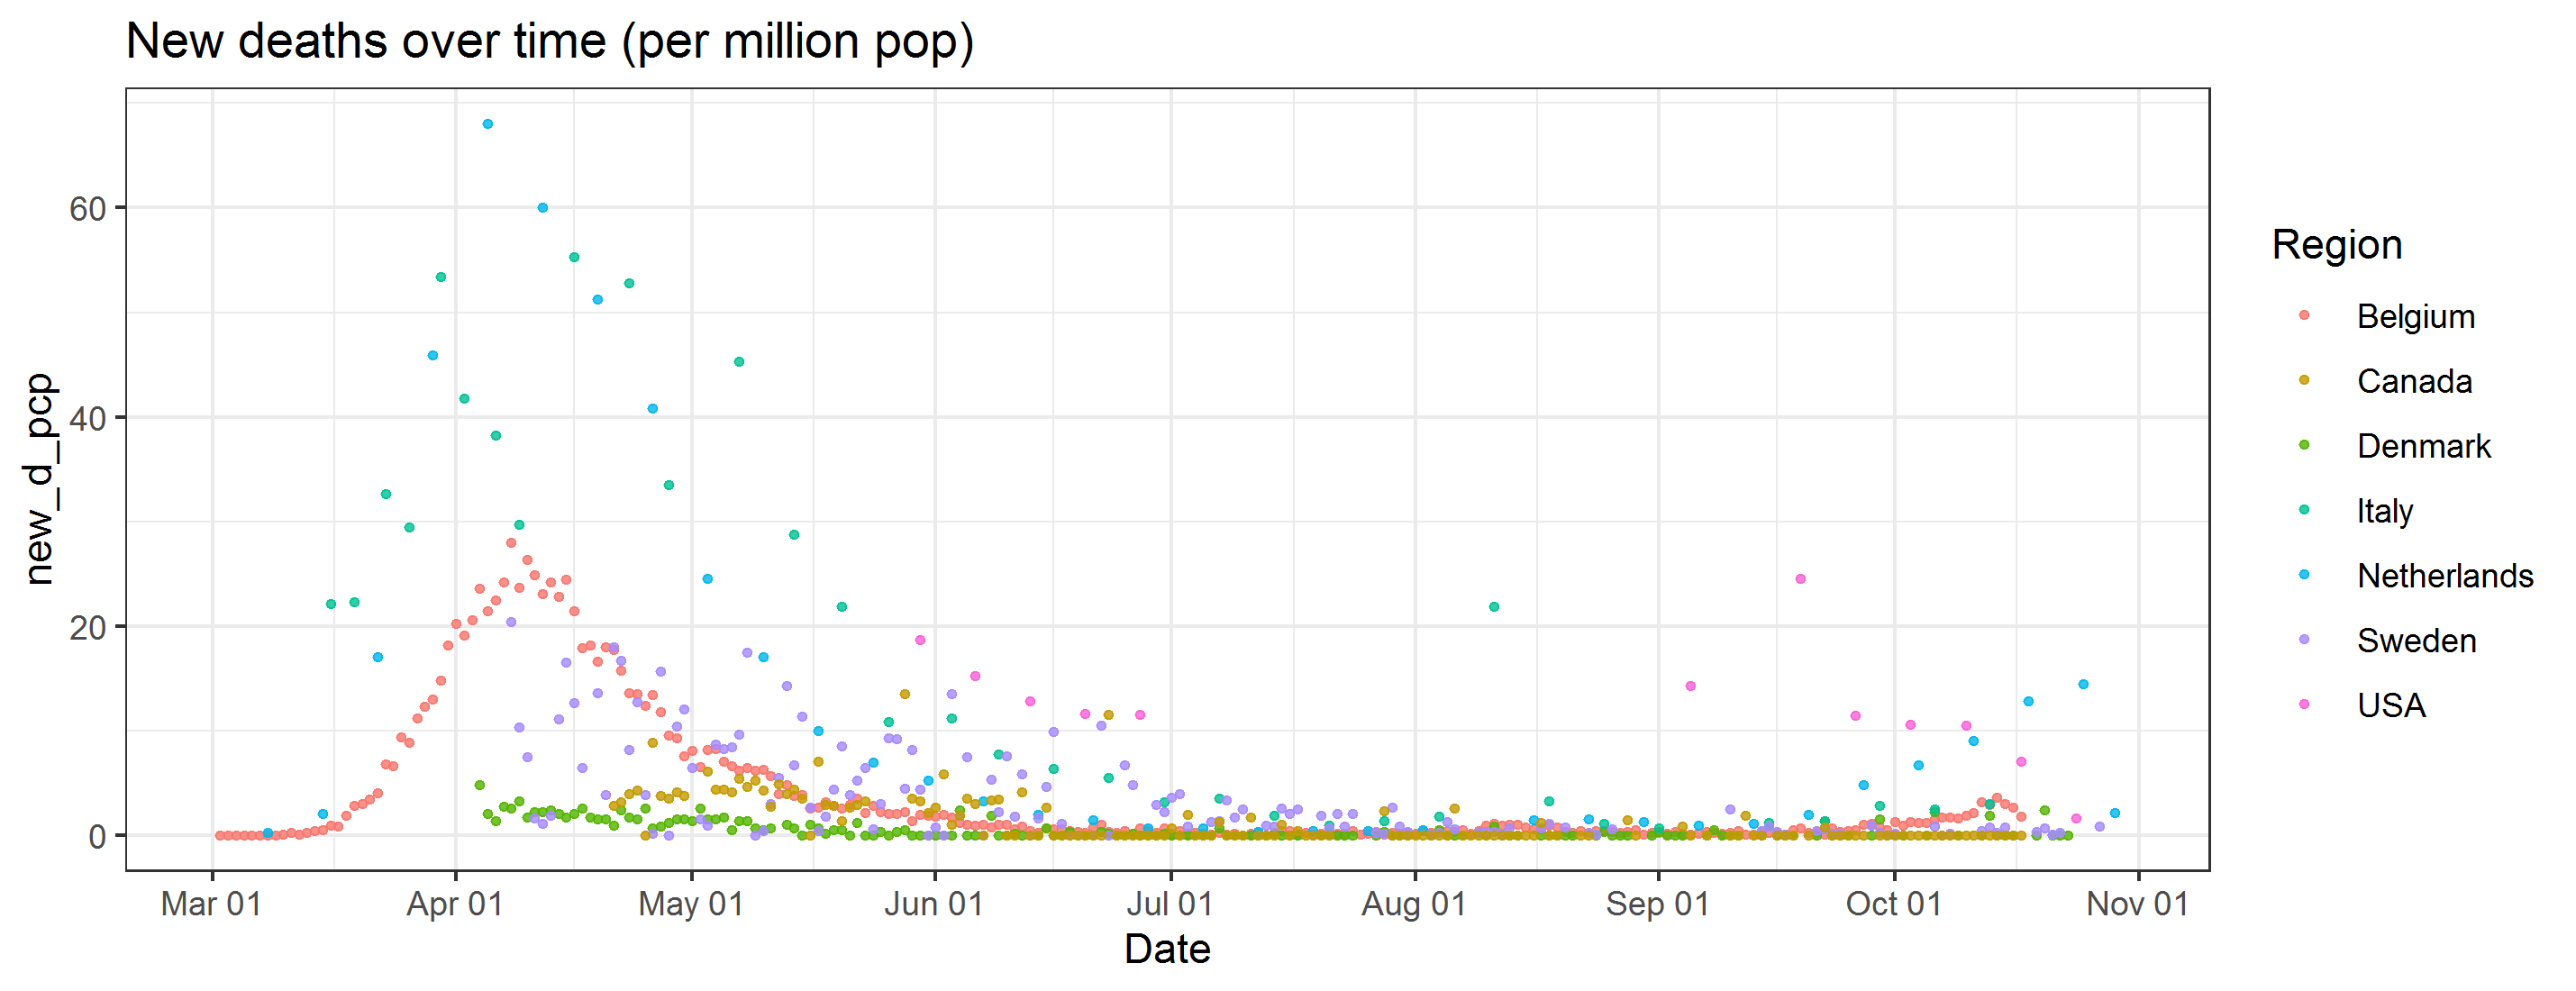 New deaths over time (per million pop)
new_d_pcp
60
40
20
0
Mar 01
Apr 01
May 01
Jun 01
Jul 01
Aug 01
Sep 01
Oct 01
Nov 01
Date
Region
Belgium
Canada
Denmark
Italy
Netherlands
Sweden
USA